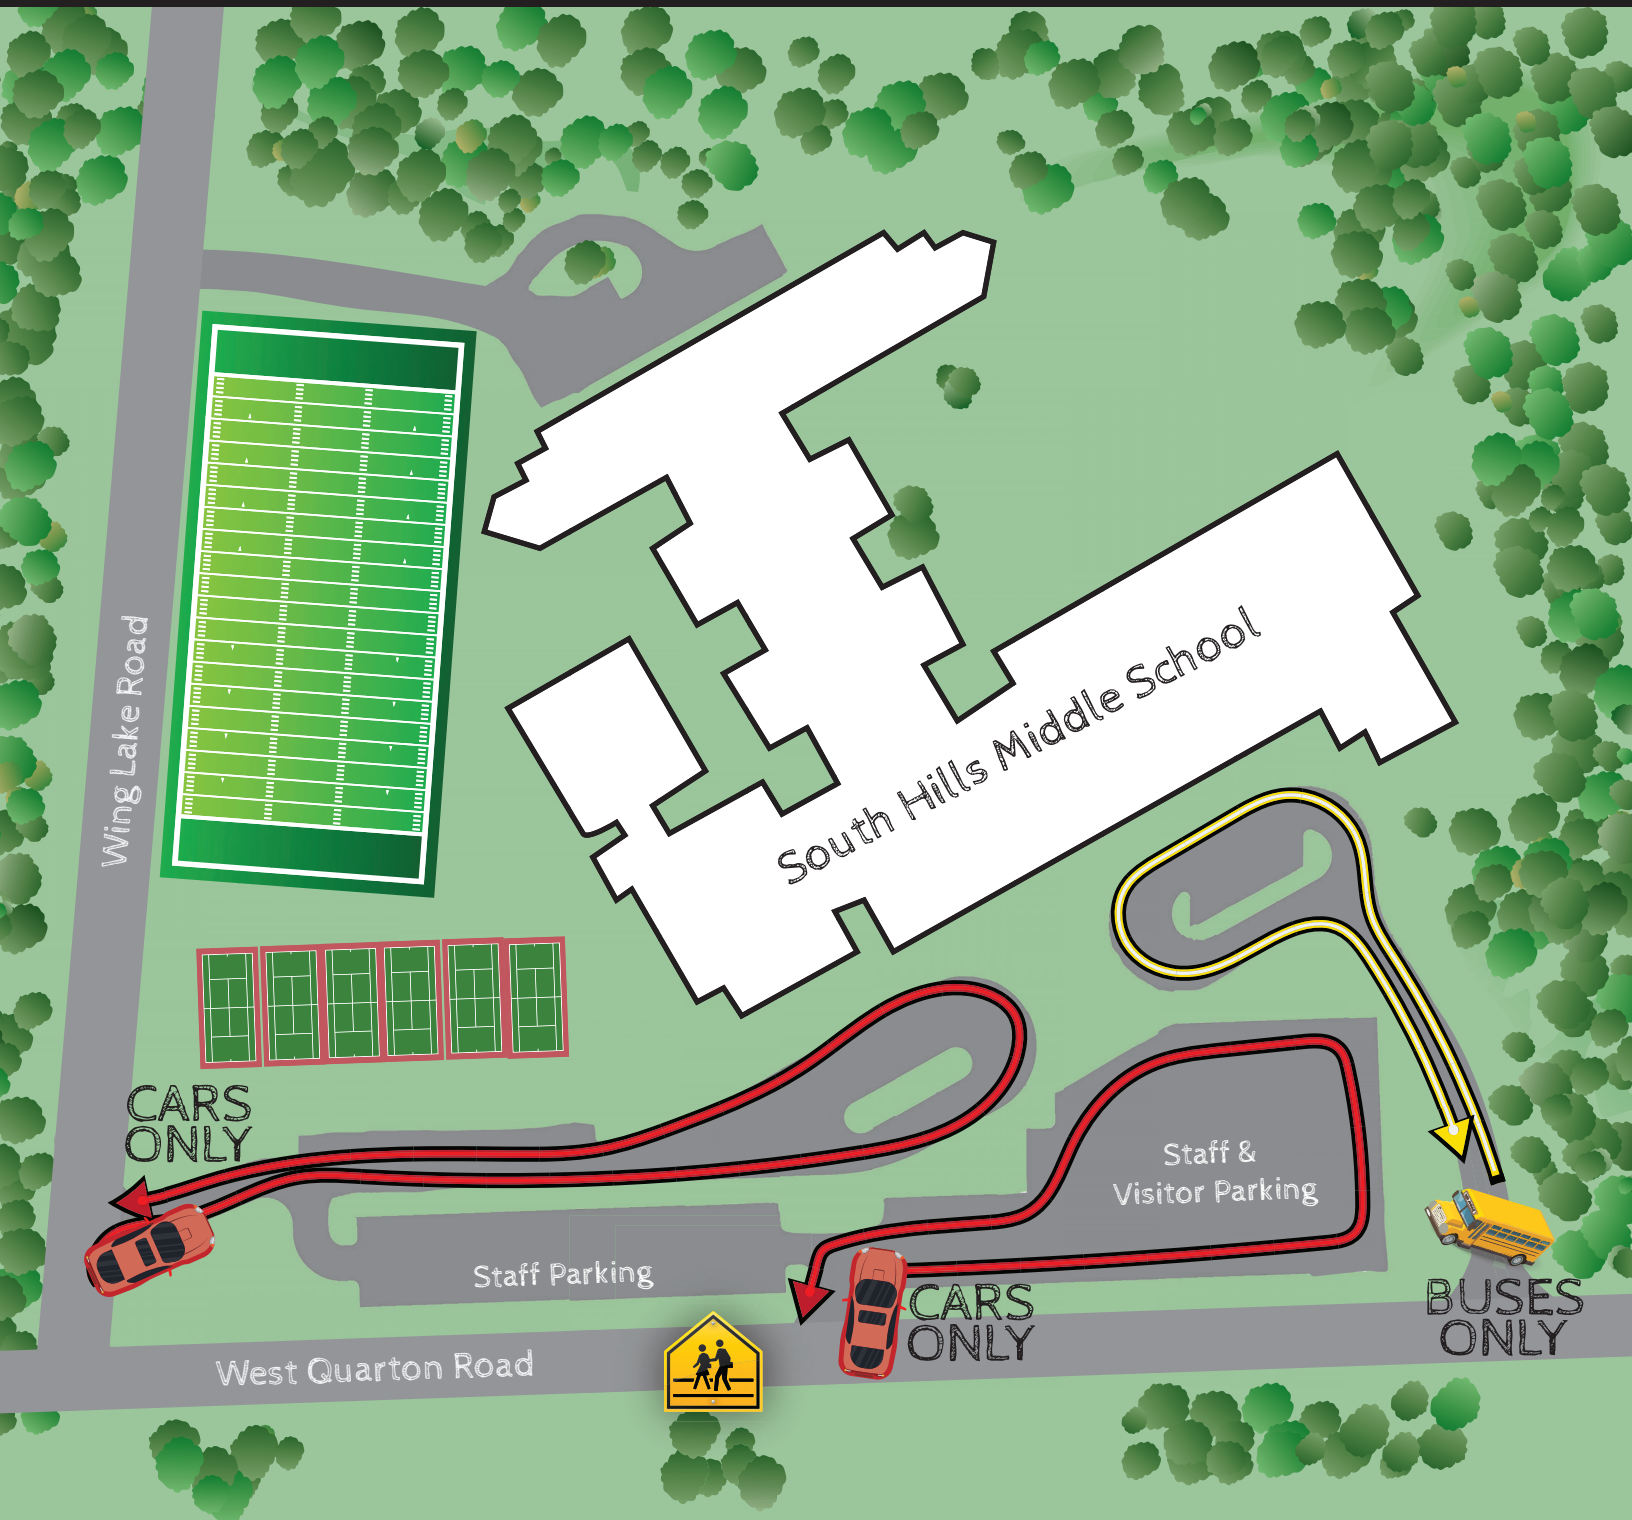 Wing Lake Road
South Hills Middle School
CARS
ONLY
Staff &
Visitor Parking
Staff Parking
CARS
ONLY
BUSES
ONLY
West Quarton Road